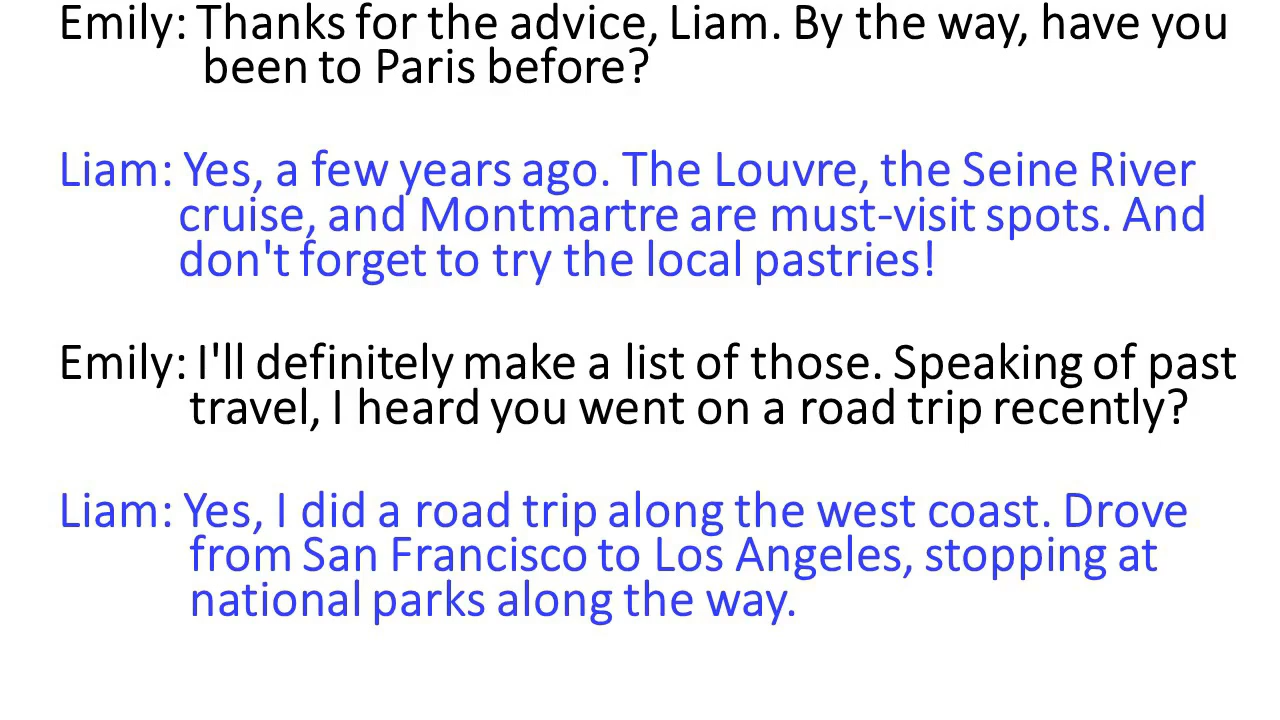 Emily: Thanks for the advice, Liam. By the way, have you
been to Paris before?
Liam: Yes, a few years ago. The Louvre, the Seine River
cruise, and Montmartre are must-visit spots. And
don't forget to try the local pastries!
Emily: I'll definitely make a list of those. Speaking of past
travel, I heard you went on a road trip recently?
Liam: Yes, I did a road trip along the west coast. Drove
from San Francisco to Los Angeles, stopping at
national parks along the way.